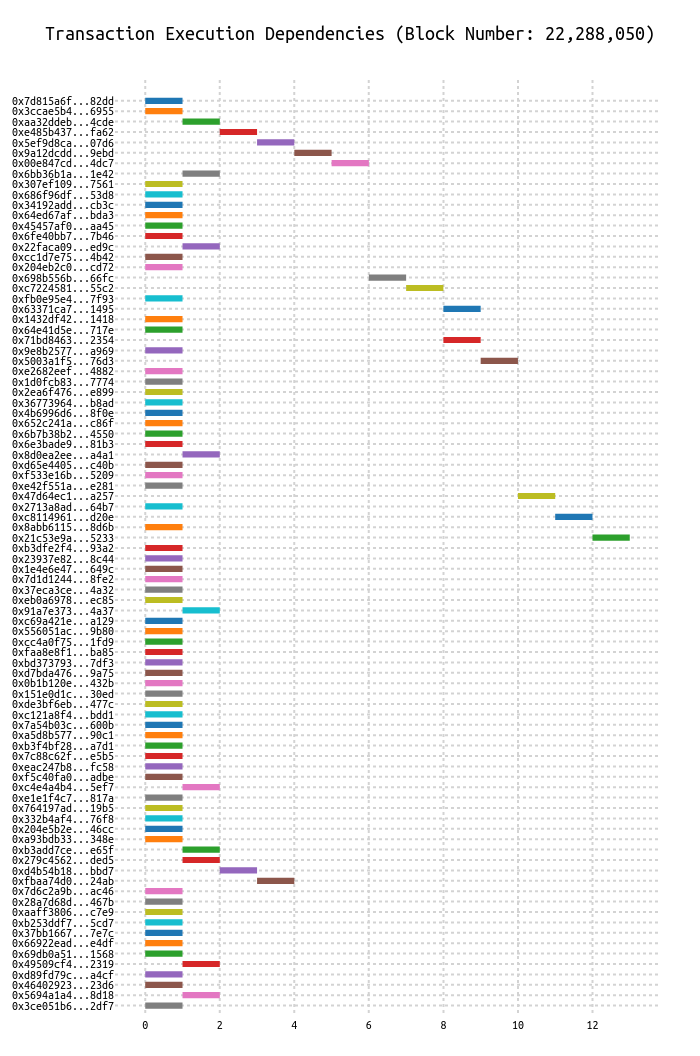 Transaction Execution Dependencies (Block Number: 22,288,050)
0x7d815a6f...82dd
0x3ccae5b4...6955
0xaa32ddeb...4cde
0xe485b437...fa62
0x5ef9d8ca...07d6
0x9a12dcdd...9ebd
0x00e847cd...4dc7
0x6bb36b1a...1e42
0x307ef109...7561
0x686f96df...53d8
0x34192add...cb3c
0x64ed67af...bda3
0x45457af0...aa45
0x6fe40bb7...7b46
0x22faca09...ed9c
0xcc1d7e75...4b42
0x204eb2c0...cd72
0x698b556b...66fc
0xc7224581...55c2
0xfb0e95e4...7f93
0x63371ca7...1495
0x1432df42...1418
0x64e41d5e...717e
0x71bd8463...2354
0x9e8b2577...a969
0x5003a1f5...76d3
0xe2682eef...4882
0x1d0fcb83...7774
0x2ea6f476...e899
0x36773964...b8ad
0x4b6996d6...8f0e
0x652c241a...c86f
0x6b7b38b2...4550
0x6e3bade9...81b3
0x8d0ea2ee...a4a1
0xd65e4405...c40b
0xf533e16b...5209
0xe42f551a...e281
0x47d64ec1...a257
0x2713a8ad...64b7
0xc8114961...d20e
0x8abb6115...8d6b
0x21c53e9a...5233
0xb3dfe2f4...93a2
0x23937e82...8c44
0x1e4e6e47...649c
0x7d1d1244...8fe2
0x37eca3ce...4a32
0xeb0a6978...ec85
0x91a7e373...4a37
0xc69a421e...a129
0x556051ac...9b80
0xcc4a0f75...1fd9
0xfaa8e8f1...ba85
0xbd373793...7df3
0xd7bda476...9a75
0x0b1b120e...432b
0x151e0d1c...30ed
0xde3bf6eb...477c
0xc121a8f4...bdd1
0x7a54b03c...600b
0xa5d8b577...90c1
0xb3f4bf28...a7d1
0x7c88c62f...e5b5
0xeac247b8...fc58
0xf5c40fa0...adbe
0xc4e4a4b4...5ef7
0xe1e1f4c7...817a
0x764197ad...19b5
0x332b4af4...76f8
0x204e5b2e...46cc
0xa93bdb33...348e
0xb3add7ce...e65f
0x279c4562...ded5
0xd4b54b18...bbd7
0xfbaa74d0...24ab
0x7d6c2a9b...ac46
0x28a7d68d...467b
0xaaff3806...c7e9
0xb253ddf7...5cd7
0x37bb1667...7e7c
0x66922ead...e4df
0x69db0a51...1568
0x49509cf4...2319
0xd89fd79c...a4cf
0x46402923...23d6
0x5694a1a4...8d18
0x3ce051b6...2df7
0 2 4 6 8 10 12